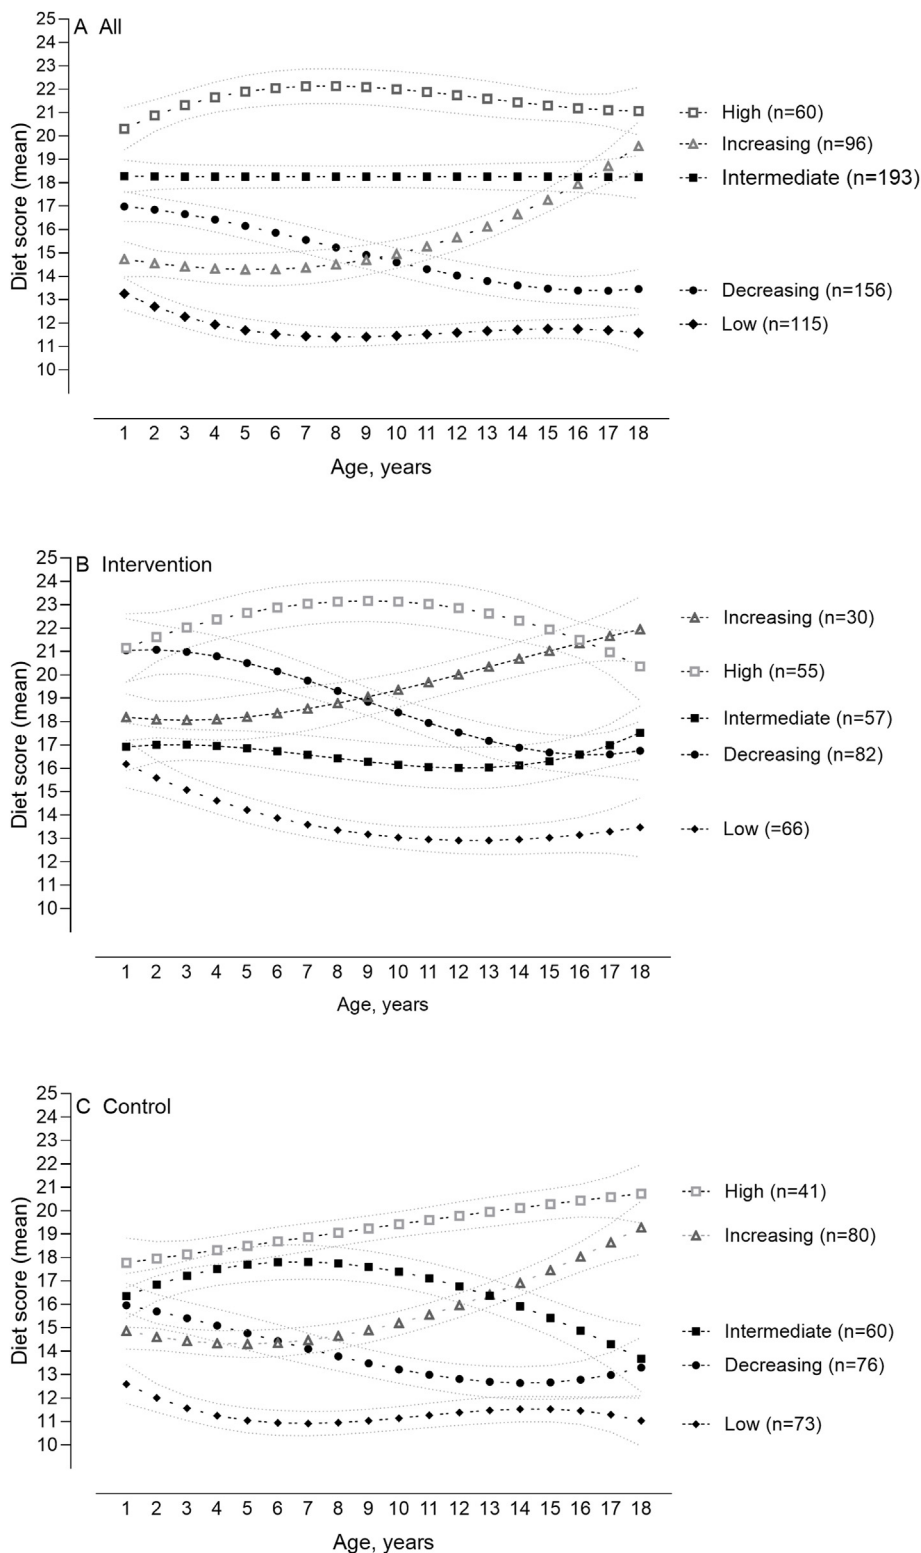 A All
25
24
23
22
21
20
19
18
17
16
15
14
13
12
11
10
Diet score (mean)
High (n=60)
Increasing (n=96)
Intermediate (n=193)
Decreasing (n=156)
Low (n=115)
1 2 3 4 5 6 7 8 9 10 11 12 13 14 15 16 17 18
Age, years
B Intervention
25
24
23
22
21
20
19
18
17
16
15
14
13
12
11
10
Diet score (mean)
Increasing (n=30)
High (n=55)
Intermediate (n=57)
Decreasing (n=82)
Low (=66)
1 2 3 4 5 6 7 8 9 10 11 12 13 14 15 16 17 18
Age, years
C Control
25
24
23
22
21
20
19
18
17
16
15
14
13
12
11
10
Diet score (mean)
High (n=41)
Increasing (n=80)
Intermediate (n=60)
Decreasing (n=76)
Low (n=73)
1 2 3 4 5 6 7 8 9 10 11 12 13 14 15 16 17 18
Age, years